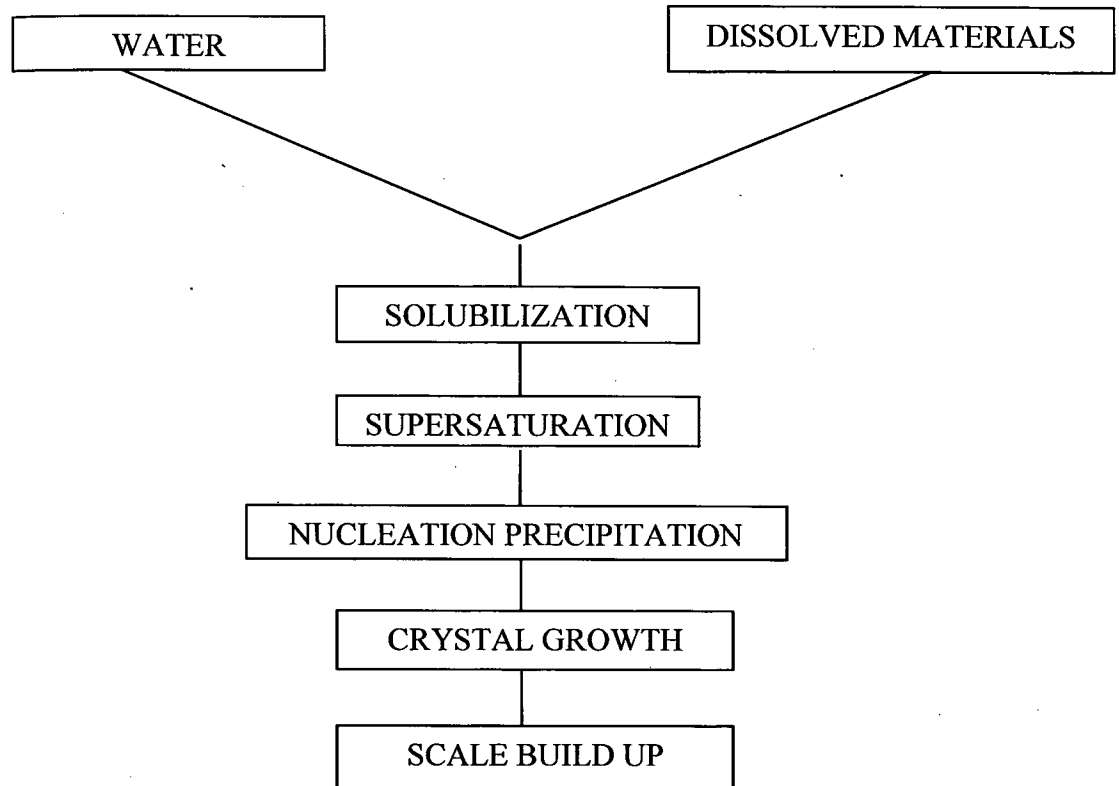 WATER
DISSOLVED MATERIALS
SOLUBILIZATION
SUPERSATURATION
NUCLEATION PRECIPITATION
CRYSTAL GROWTH
SCALE BUILD UP